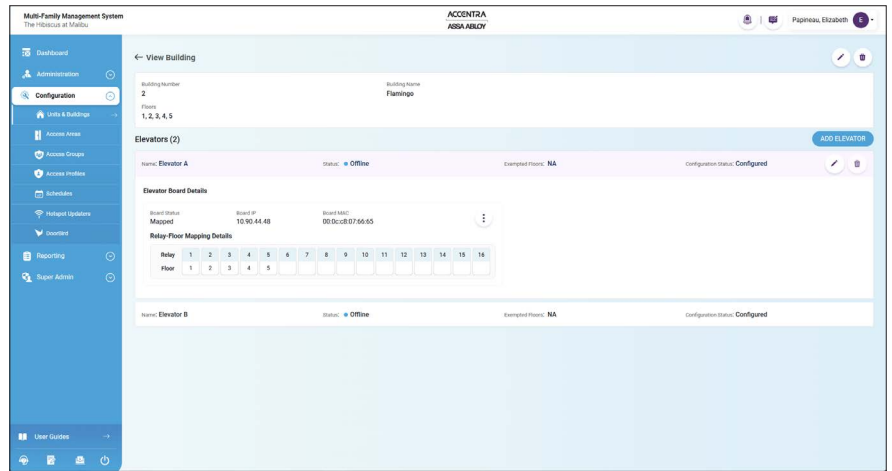 Multi-Family Management System
The Hibiscus at Malibu
ACCENTRA
ASSA ABLOY
Papineau, Elizabeth E
Dashboard
Administration
Configuration
Units & Buildings
Access Areas
Access Groups
Access Profiles
Schedules
Hotspot Updaters
DoorBird
Reporting
Super Admin
User Guides
← View Building
Building Number Building Name
2 Flamingo
Floors
1, 2, 3, 4, 5
Elevators (2) ADD ELEVATOR
Name: Elevator A Status: Offline Exempted Floors: NA Configuration Status: Configured
Elevator Board Details
Board Status Board IP Board MAC
Mapped 10.90.44.48 00:0c:c8:07:66:65
Relay-Floor Mapping Details
Relay 1 2 3 4 5 6 7 8 9 10 11 12 13 14 15 16
Floor 1 2 3 4 5
Name: Elevator B Status: Offline Exempted Floors: NA Configuration Status: Configured